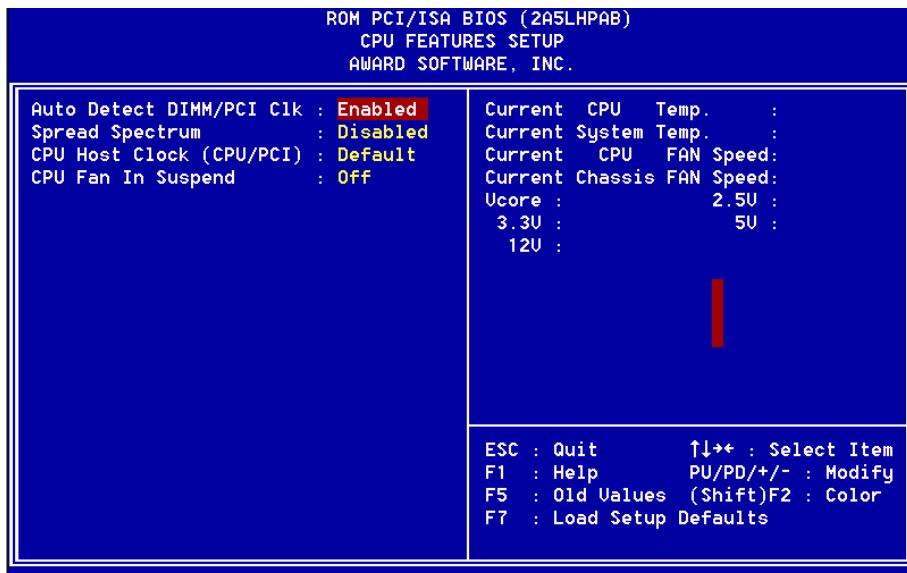 ROM PCI/ISA BIOS (2A5LHPAB)
CPU FEATURES SETUP
AWARD SOFTWARE, INC.
Auto Detect DIMM/PCI Clk : Enabled
Spread Spectrum : Disabled
CPU Host Clock (CPU/PCI) : Default
CPU Fan In Suspend : Off
Current CPU Temp. :
Current System Temp. :
Current CPU FAN Speed:
Current Chassis FAN Speed:
Vcore : 2.5V :
3.3V : 5V :
12V :
ESC : Quit ↑↓→← : Select Item
F1 : Help PU/PD/+/- : Modify
F5 : Old Values (Shift)F2 : Color
F7 : Load Setup Defaults